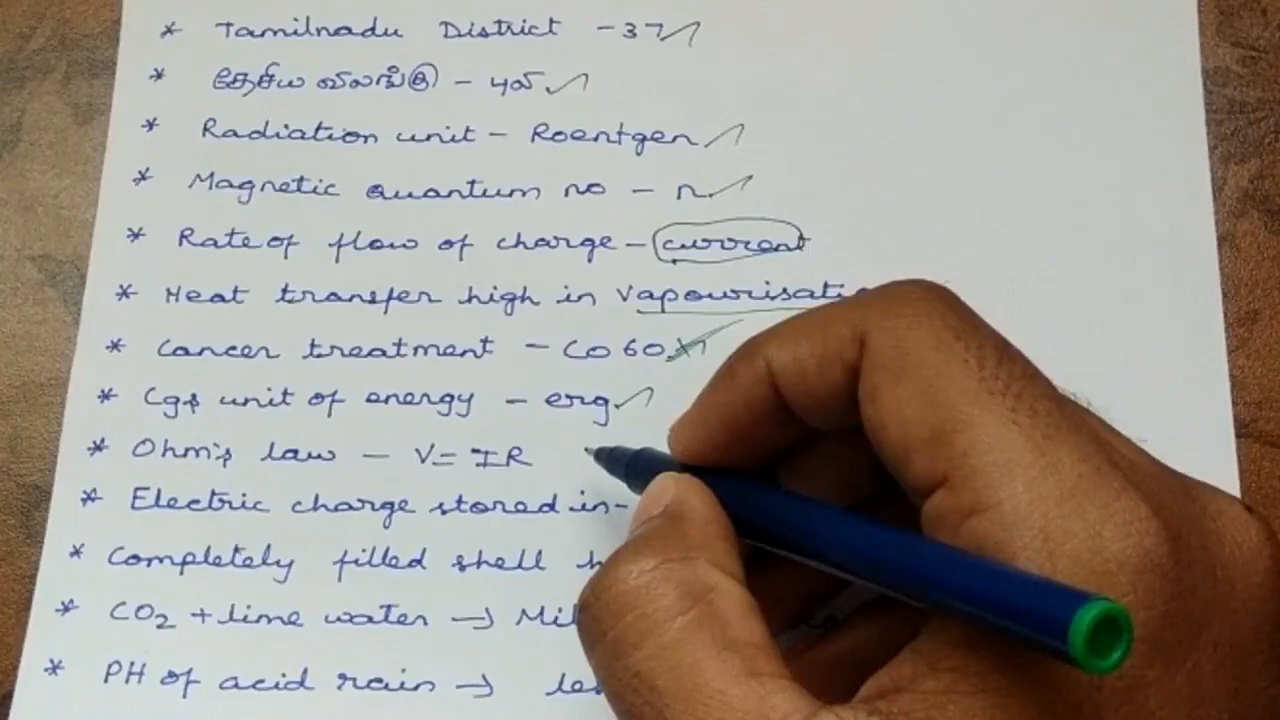 * Tamilnadu District - 37
* தேசிய விலங்கு - புலி
* Radiation unit - Roentgen
* Magnetic quantum no - n
* Rate of flow of charge - current
* Heat transfer high in
* Cancer treatment - CO 60
* Cgs unit of energy - erg
* Ohm's law - V= IR
* Electric charge stored in -
* Completely filled shell
* CO2 + lime water →
* PH of acid rain →